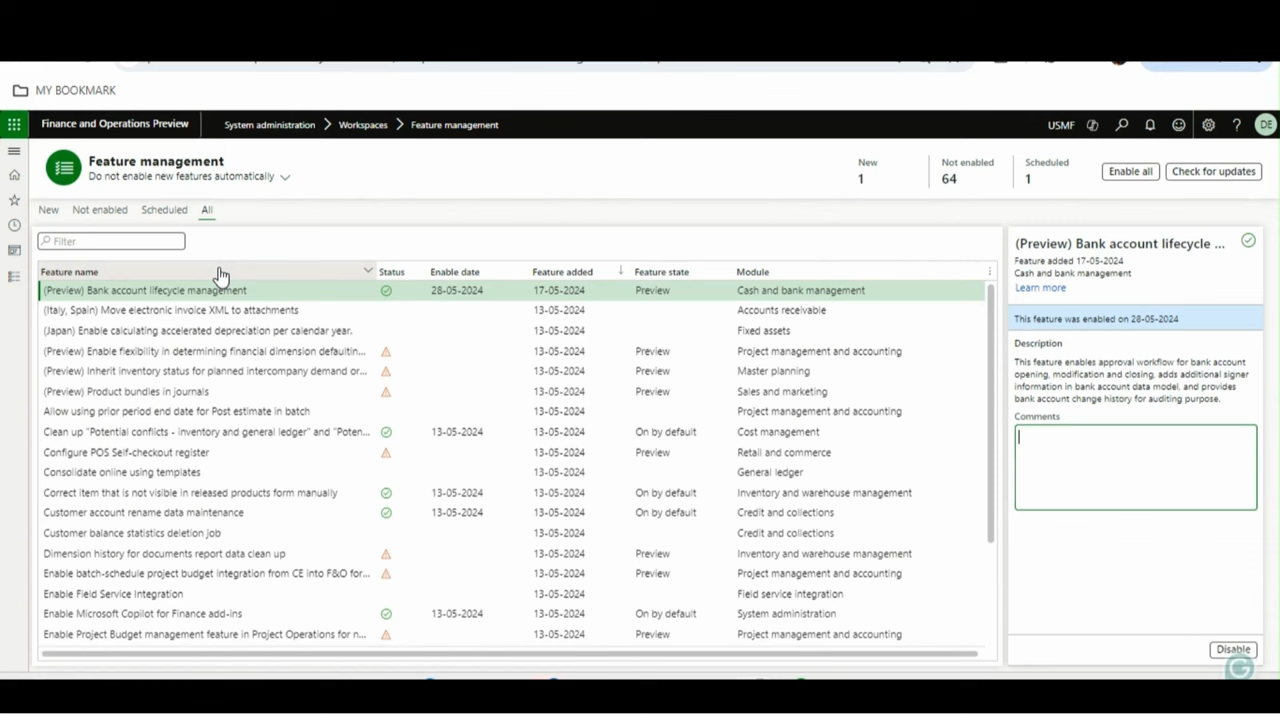 MY BOOKMARK
Finance and Operations Preview System administration Workspaces Feature management USMF ? DE
Feature management
Do not enable new features automatically
New 1 Not enabled 64 Scheduled 1 Enable all Check for updates
New Not enabled Scheduled All
Filter
Feature name Status Enable date Feature added Feature state Module
(Preview) Bank account lifecycle management 28-05-2024 17-05-2024 Preview Cash and bank management
(Italy, Spain) Move electronic invoice XML to attachments 13-05-2024 Accounts receivable
(Japan) Enable calculating accelerated depreciation per calendar year. 13-05-2024 Fixed assets
(Preview) Enable flexibility in determining financial dimension defaultin... 13-05-2024 Preview Project management and accounting
(Preview) Inherit inventory status for planned intercompany demand or... 13-05-2024 Preview Master planning
(Preview) Product bundles in journals 13-05-2024 Preview Sales and marketing
Allow using prior period end date for Post estimate in batch 13-05-2024 Project management and accounting
Clean up "Potential conflicts - inventory and general ledger" and "Poten... 13-05-2024 13-05-2024 On by default Cost management
Configure POS Self-checkout register 13-05-2024 Preview Retail and commerce
Consolidate online using templates 13-05-2024 General ledger
Correct item that is not visible in released products form manually 13-05-2024 13-05-2024 On by default Inventory and warehouse management
Customer account rename data maintenance 13-05-2024 13-05-2024 On by default Credit and collections
Customer balance statistics deletion job 13-05-2024 Credit and collections
Dimension history for documents report data clean up 13-05-2024 Preview Inventory and warehouse management
Enable batch-schedule project budget integration from CE into F&O for... 13-05-2024 Preview Project management and accounting
Enable Field Service Integration 13-05-2024 Field service integration
Enable Microsoft Copilot for Finance add-ins 13-05-2024 13-05-2024 On by default System administration
Enable Project Budget management feature in Project Operations for n... 13-05-2024 Preview Project management and accounting
(Preview) Bank account lifecycle ...
Feature added 17-05-2024
Cash and bank management
Learn more
This feature was enabled on 28-05-2024
Description
This feature enables approval workflow for bank account
opening, modification and closing, adds additional signer
information in bank account data model, and provides
bank account change history for auditing purpose.
Comments
Disable